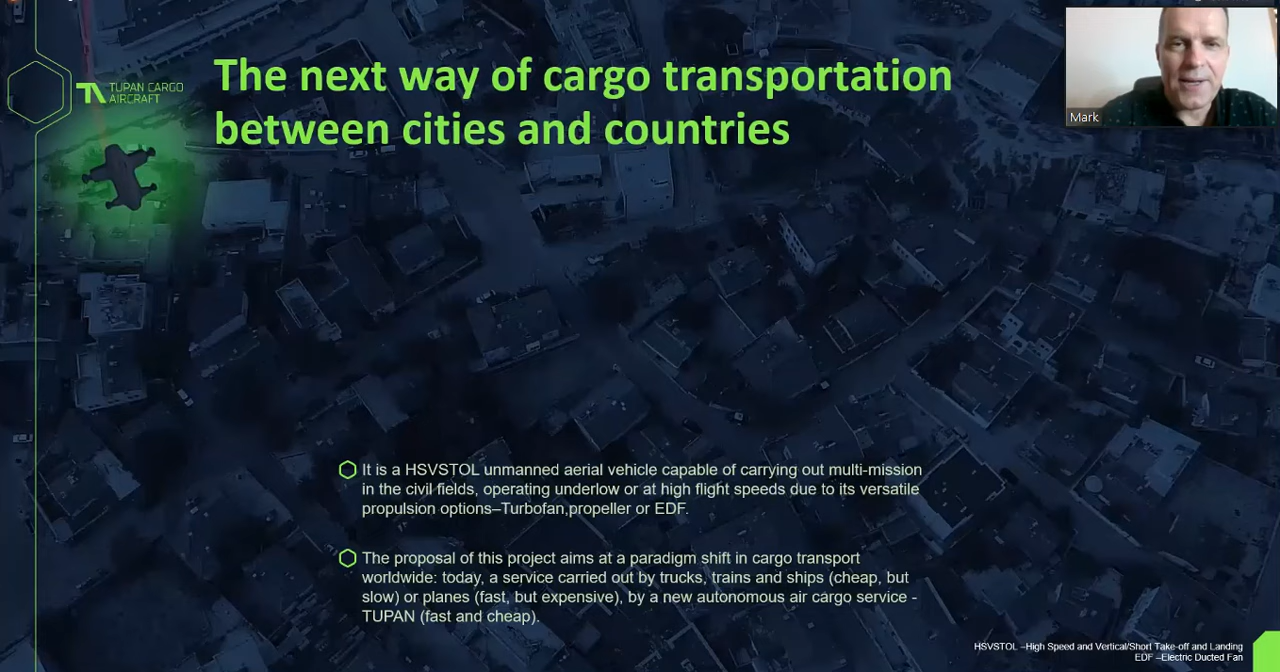 TUPAN CARGO
AIRCRAFT
The next way of cargo transportation
between cities and countries
Mark
It is a HSVSTOL unmanned aerial vehicle capable of carrying out multi-mission
in the civil fields, operating underlow or at high flight speeds due to its versatile
propulsion options–Turbofan,propeller or EDF.
The proposal of this project aims at a paradigm shift in cargo transport
worldwide: today, a service carried out by trucks, trains and ships (cheap, but
slow) or planes (fast, but expensive), by a new autonomous air cargo service -
TUPAN (fast and cheap).
HSVSTOL –High Speed and Vertical/Short Take-off and Landing
EDF –Electric Ducted Fan